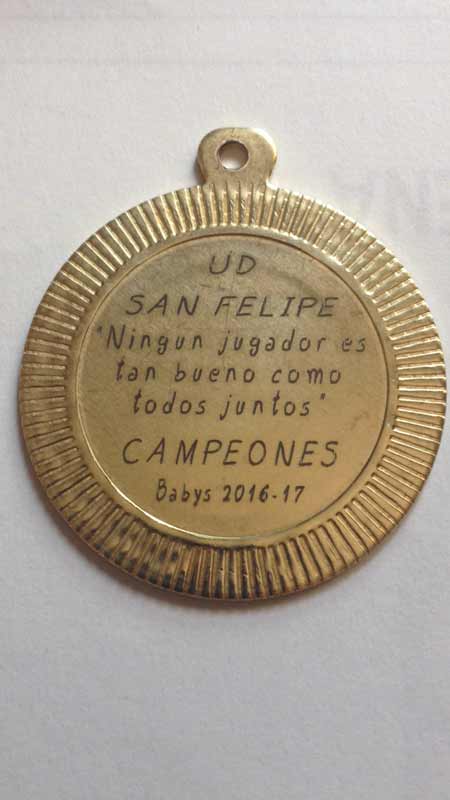 UD
SAN FELIPE
"Ningun jugador es
tan bueno como
todos juntos"
CAMPEONES
Babys 2016-17